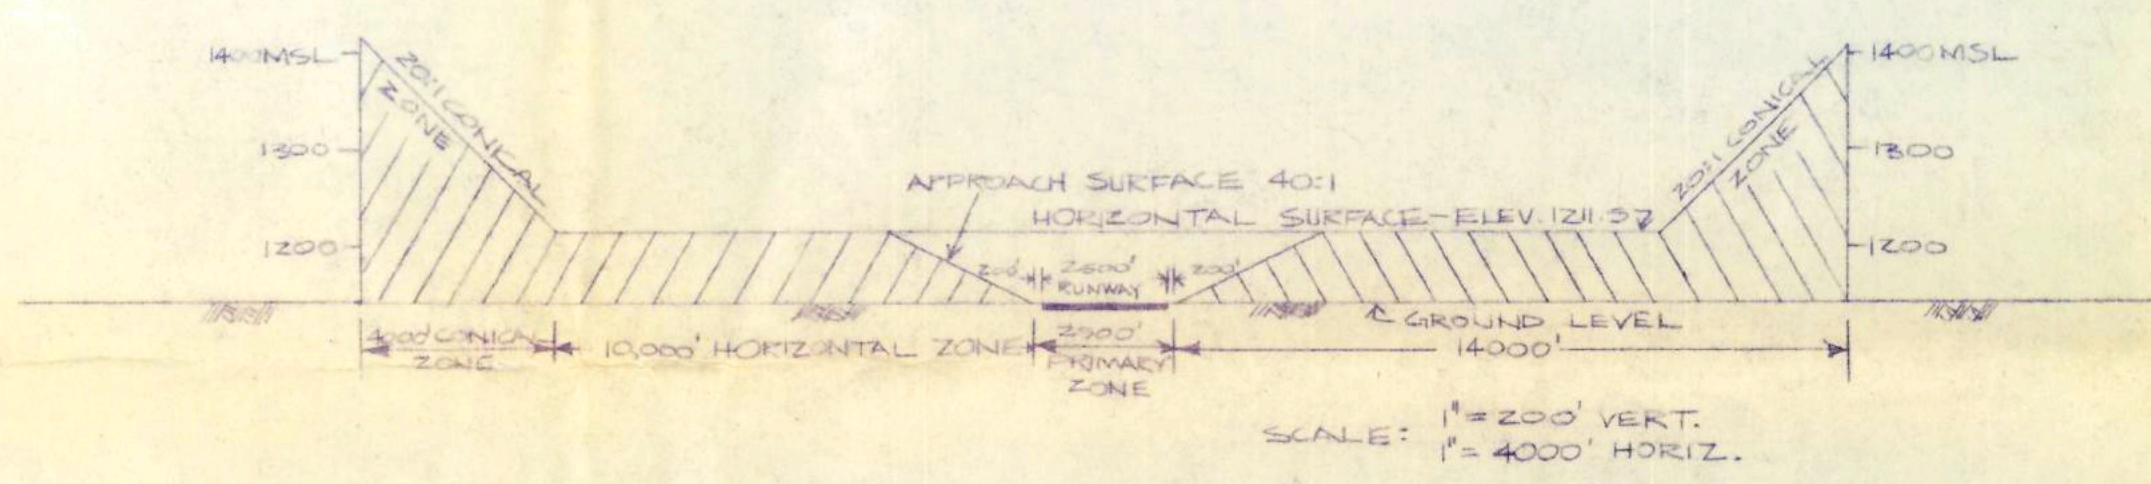 1400 MSL
20:1 CONICAL
ZONE
1300
1200
APPROACH SURFACE 40:1
HORIZONTAL SURFACE-ELEV. 1211.57
20:1 CONICAL
ZONE
1400 MSL
1300
1200
200' 2500' 200'
RUNWAY
GROUND LEVEL
4000' CONICAL
ZONE
10,000' HORIZONTAL ZONE
2900'
PRIMARY
ZONE
14000'
SCALE: 1"=200' VERT.
1"=4000' HORIZ.